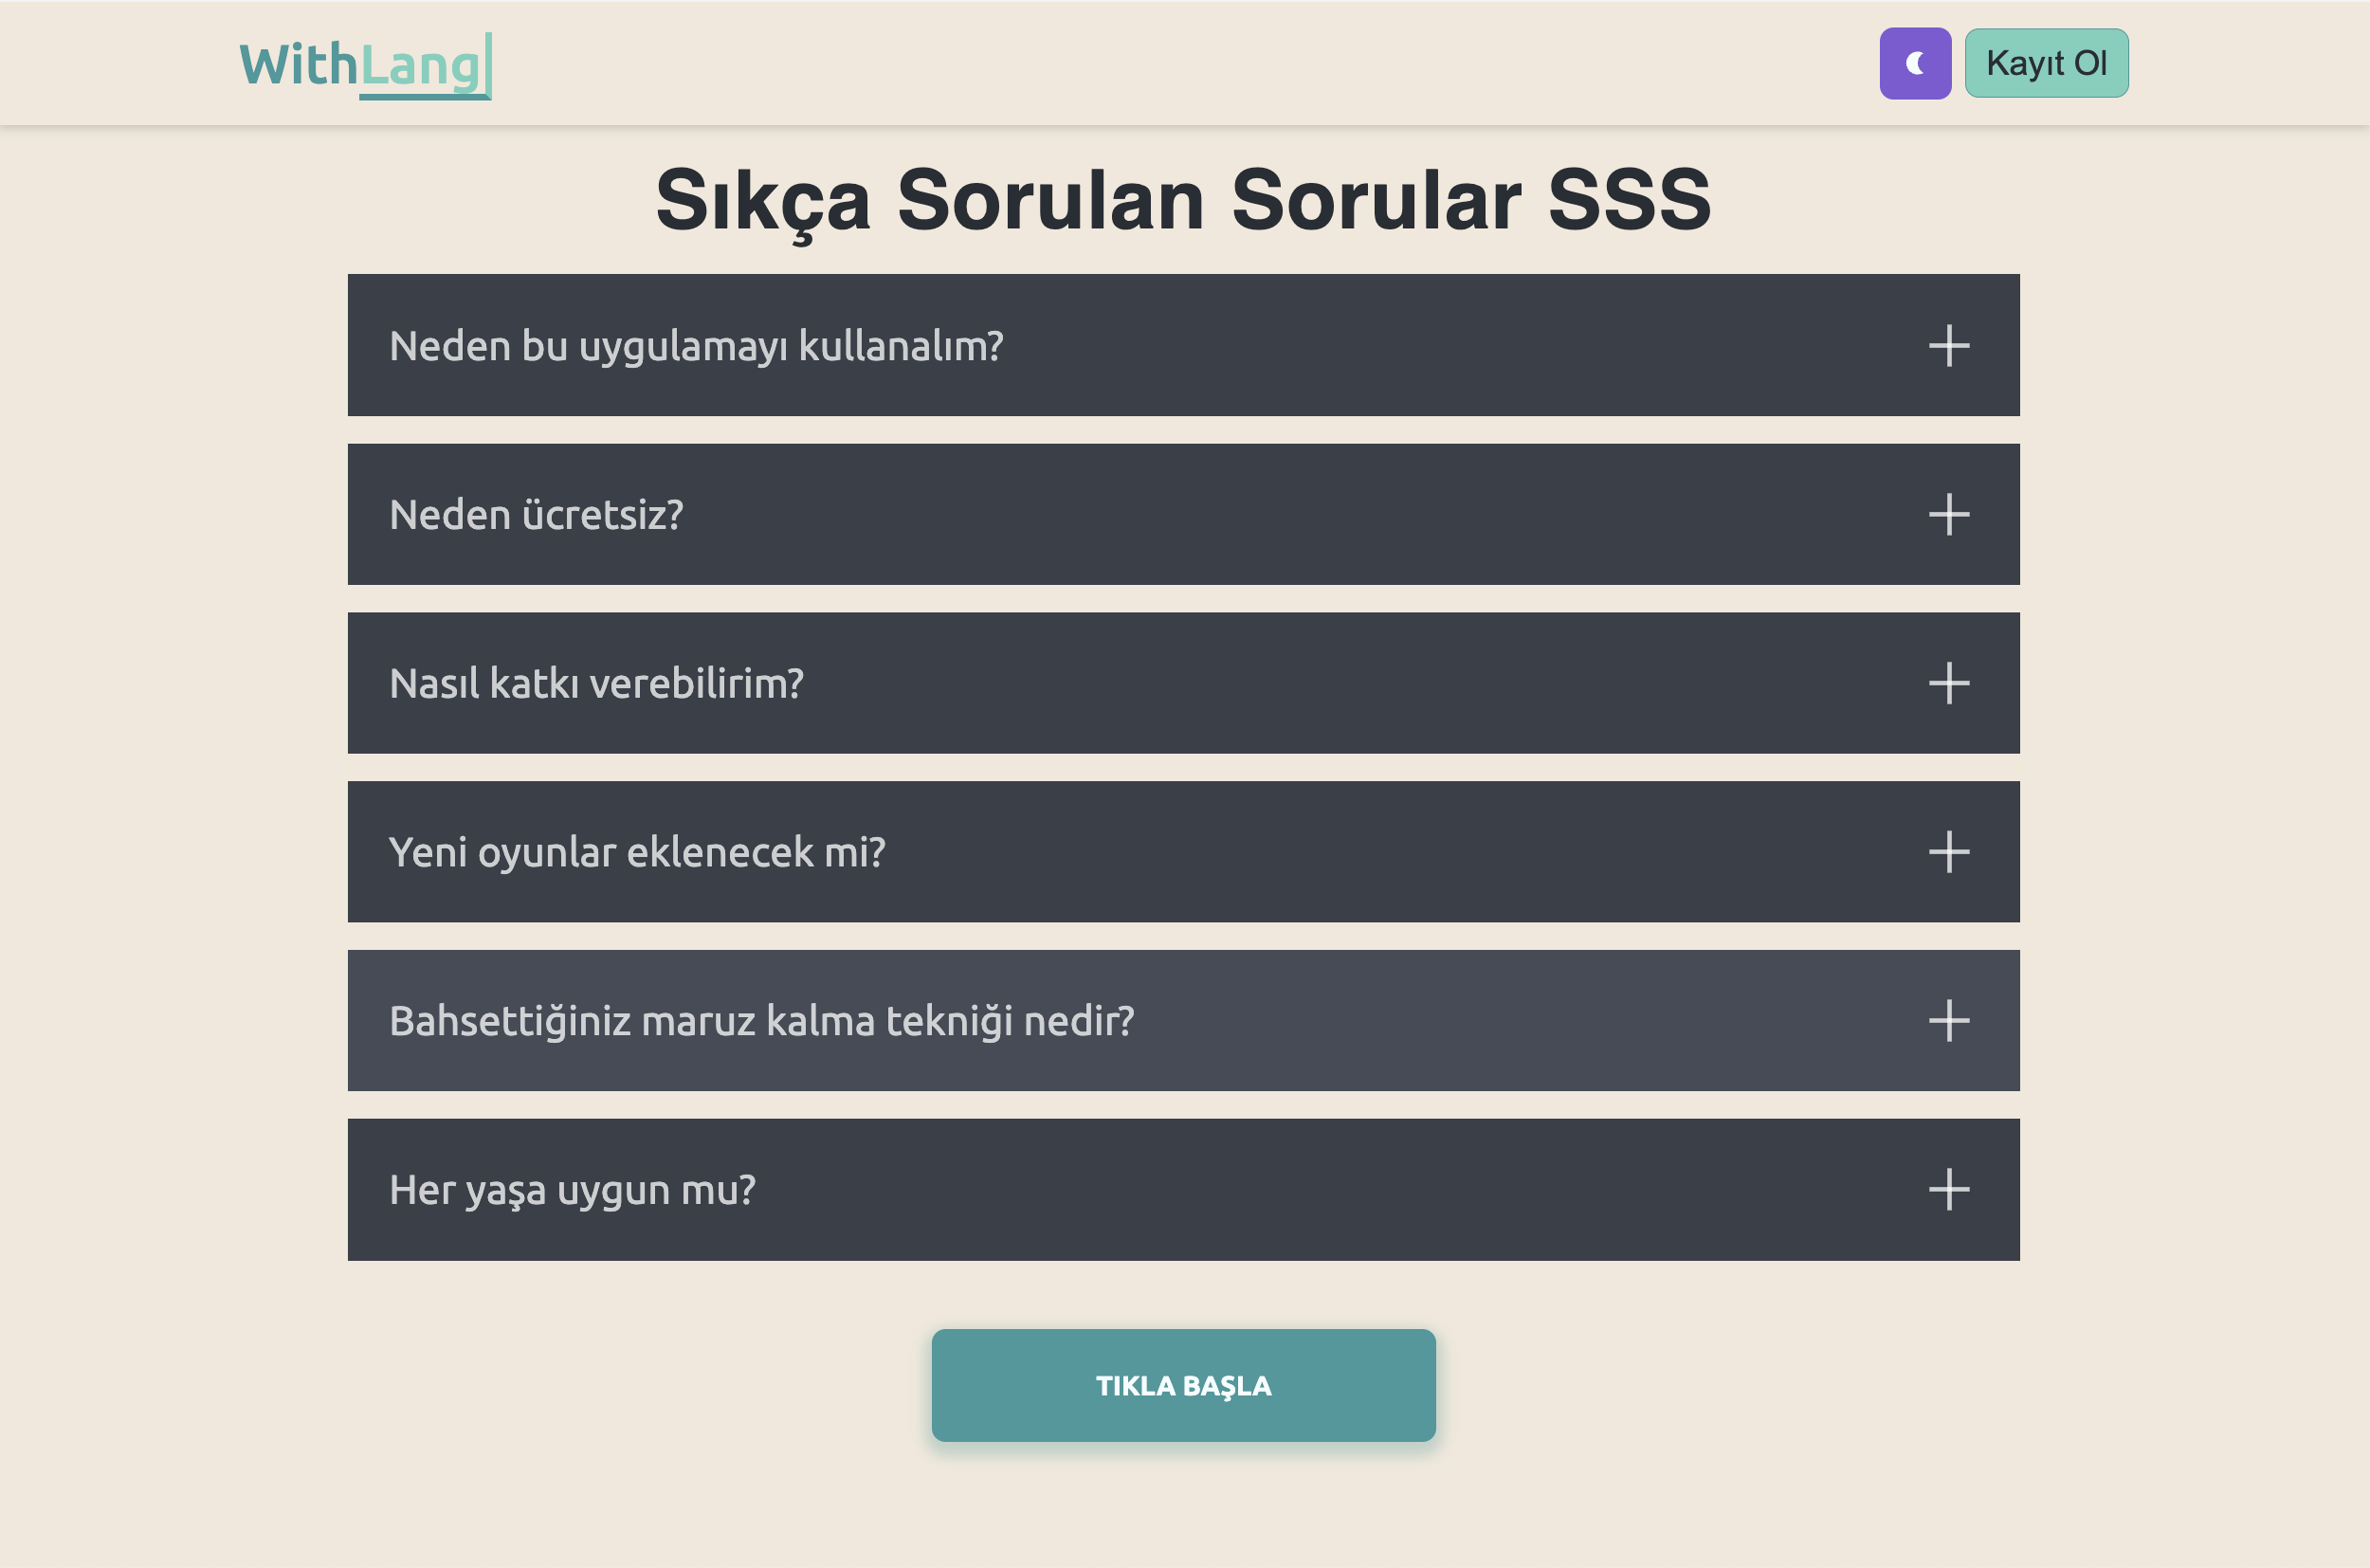 WithLang
Kayıt Ol
Sıkça Sorulan Sorular SSS
Neden bu uygulamayı kullanalım?
Neden ücretsiz?
Nasıl katkı verebilirim?
Yeni oyunlar eklenecek mi?
Bahsettiğiniz maruz kalma tekniği nedir?
Her yaşa uygun mu?
TIKLA BAŞLA